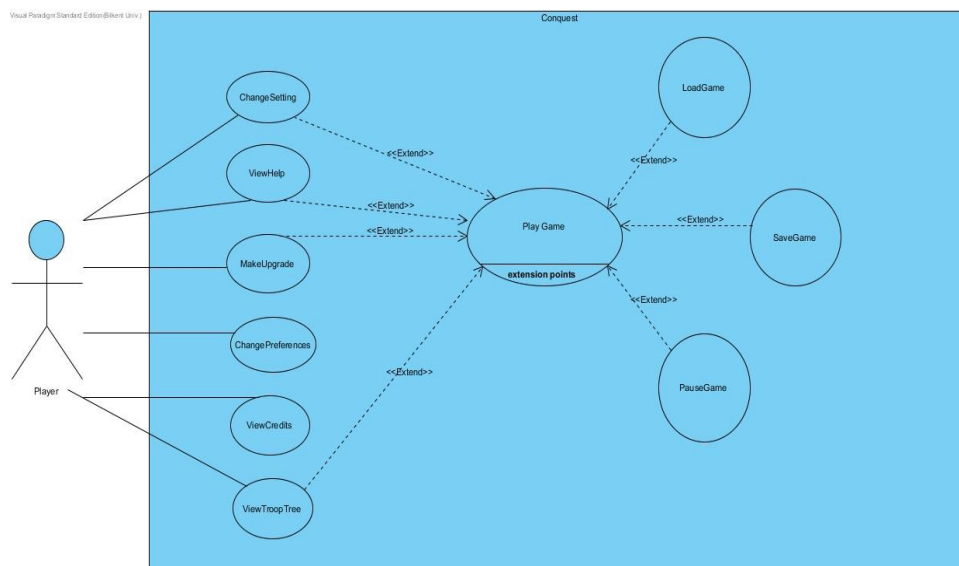 Visual Paradigm Standard Edition(Bilkent Univ.)
Conquest
ChangeSetting
LoadGame
<<Extend>>
<<Extend>>
ViewHelp
<<Extend>>
Play Game
<<Extend>>
SaveGame
<<Extend>>
MakeUpgrade
extension points
<<Extend>>
ChangePreferences
<<Extend>>
PauseGame
Player
ViewCredits
ViewTroopTree